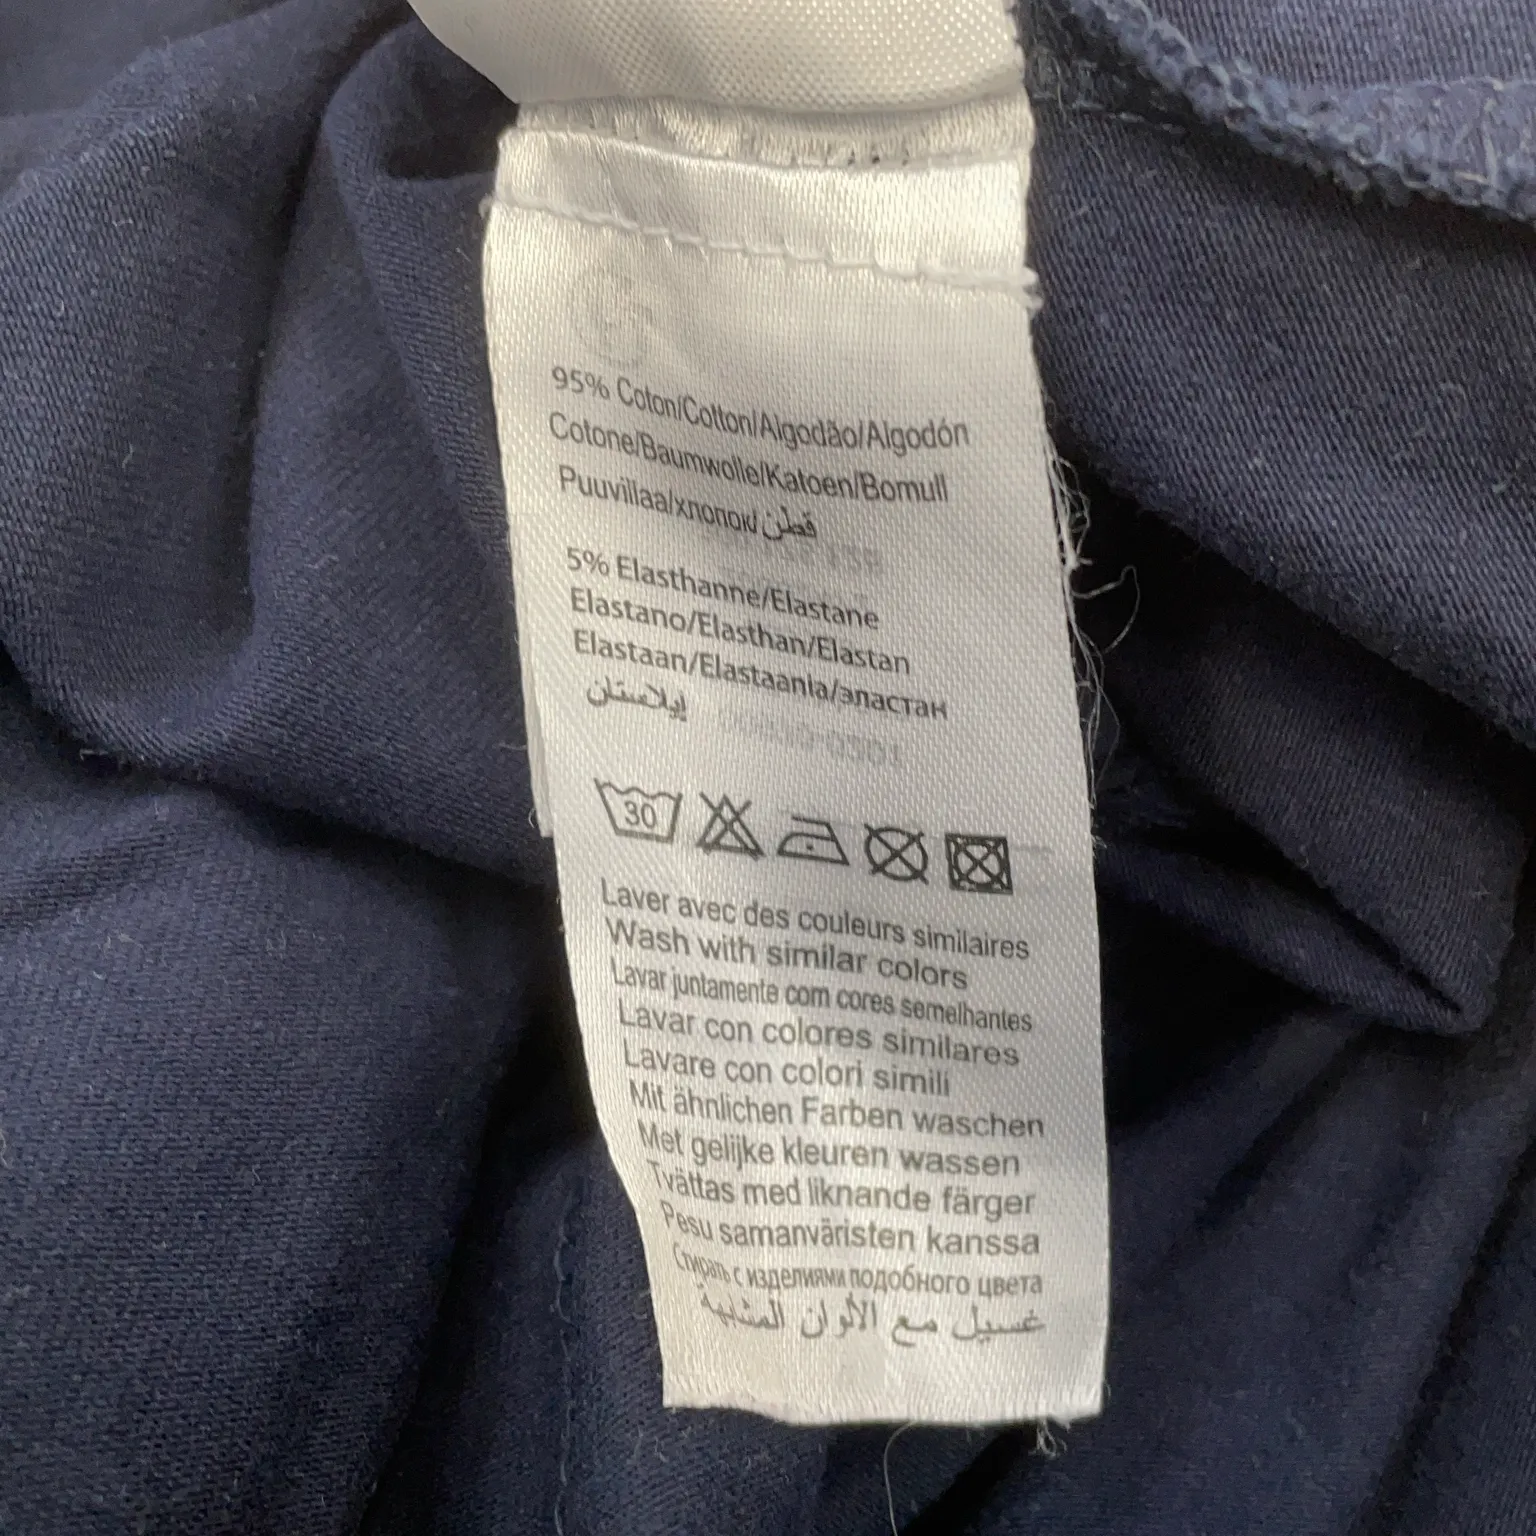 95% Coton/Cotton/Algodão/Algodón
Cotone/Baumwolle/Katoen/Bomull
Puuvillaa/хлопок/قطن
5% Elasthanne/Elastane
Elastano/Elasthan/Elastan
Elastaan/Elastaania/эластан
إيلاستان
30
Laver avec des couleurs similaires
Wash with similar colors
Lavar juntamente com cores semelhantes
Lavar con colores similares
Lavare con colori simili
Mit ähnlichen Farben waschen
Met gelijke kleuren wassen
Tvättas med liknande färger
Pesu samanväristen kanssa
Стирать с изделиями подобного цвета
غسيل مع الألوان المشابهة